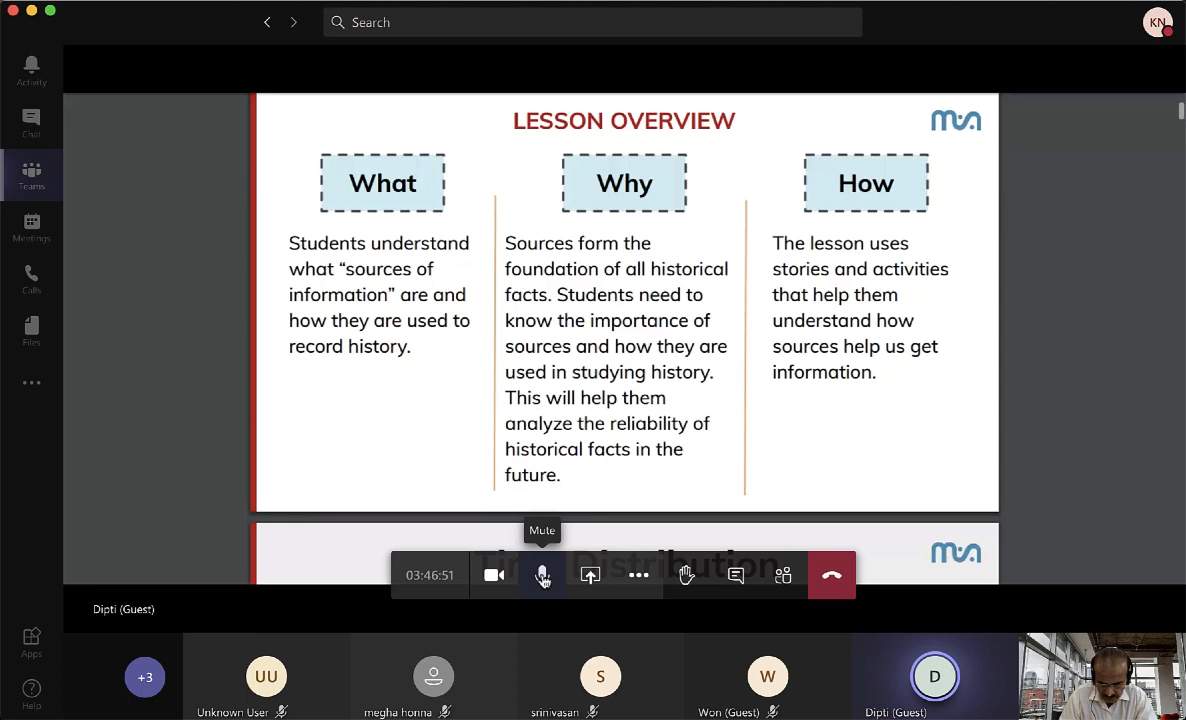 Search
KN
Activity
Chat
Teams
Meetings
Calls
Files
Apps
Help
LESSON OVERVIEW
What
Why
How
Students understand
what “sources of
information” are and
how they are used to
record history.
Sources form the
foundation of all historical
facts. Students need to
know the importance of
sources and how they are
used in studying history.
This will help them
analyze the reliability of
historical facts in the
future.
The lesson uses
stories and activities
that help them
understand how
sources help us get
information.
Mute
Distribution
03:46:51
Dipti (Guest)
+3
UU
Unknown User
megha honna
S
srinivasan
W
Won (Guest)
D
Dipti (Guest)